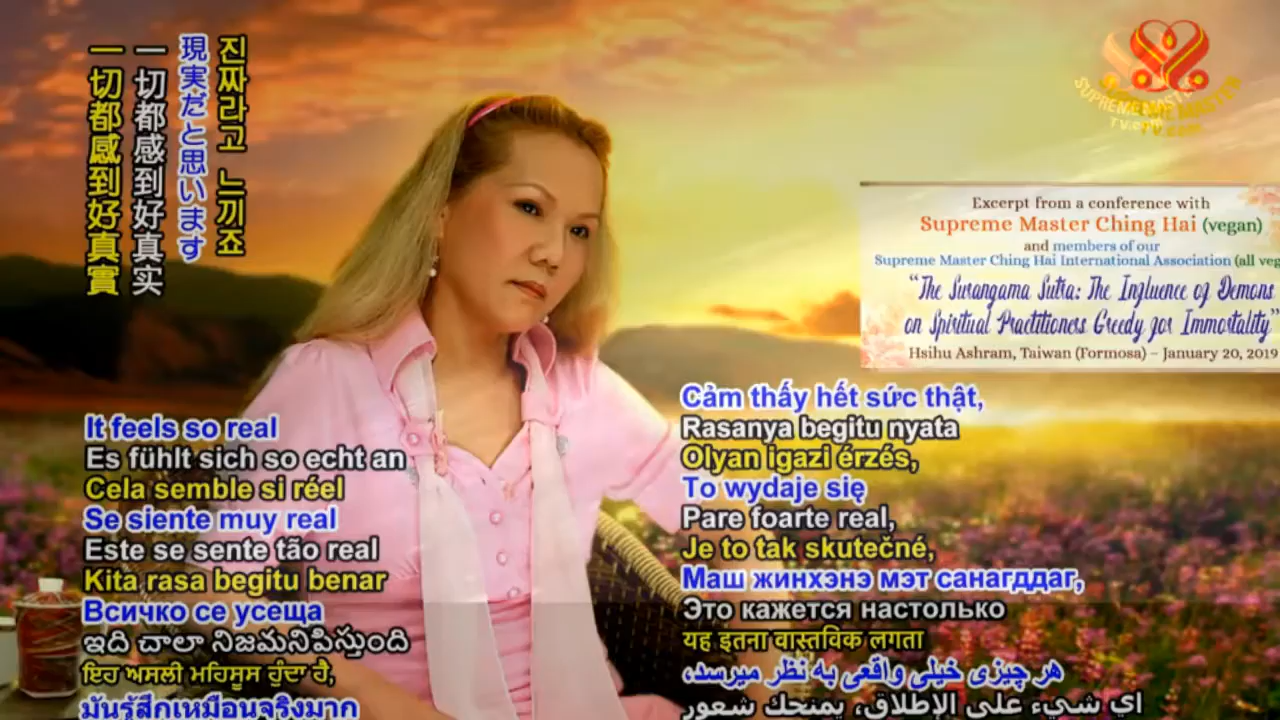 진짜라고 느끼죠
現実だと思います
一切都感到好真实
一切都感到好真實
SUPREME MASTER
TV.com
Excerpt from a conference with
Supreme Master Ching Hai (vegan)
and members of our
Supreme Master Ching Hai International Association (all veg
“The Surangama Sutra: The Influence of Demons
on Spiritual Practitioners Greedy for Immortality”
Hsihu Ashram, Taiwan (Formosa) – January 20, 2019
It feels so real
Es fühlt sich so echt an
Cela semble si réel
Se siente muy real
Este se sente tão real
Kita rasa begitu benar
Всичко се усеща
ఇది చాలా నిజమనిపిస్తుంది
ਇਹ ਅਸਲੀ ਮਹਿਸੂਸ ਹੁੰਦਾ ਹੈ,
มันรู้สึกเหมือนจริงมาก
Cảm thấy hết sức thật,
Rasanya begitu nyata
Olyan igazi érzés,
To wydaje się
Pare foarte real,
Je to tak skutečné,
Маш жинхэнэ мэт санагддаг,
Это кажется настолько
यह इतना वास्तविक लगता
هر چیزی خیلی واقعی به نظر میرسد،
اي شيء على الإطلاق، يمنحك شعور